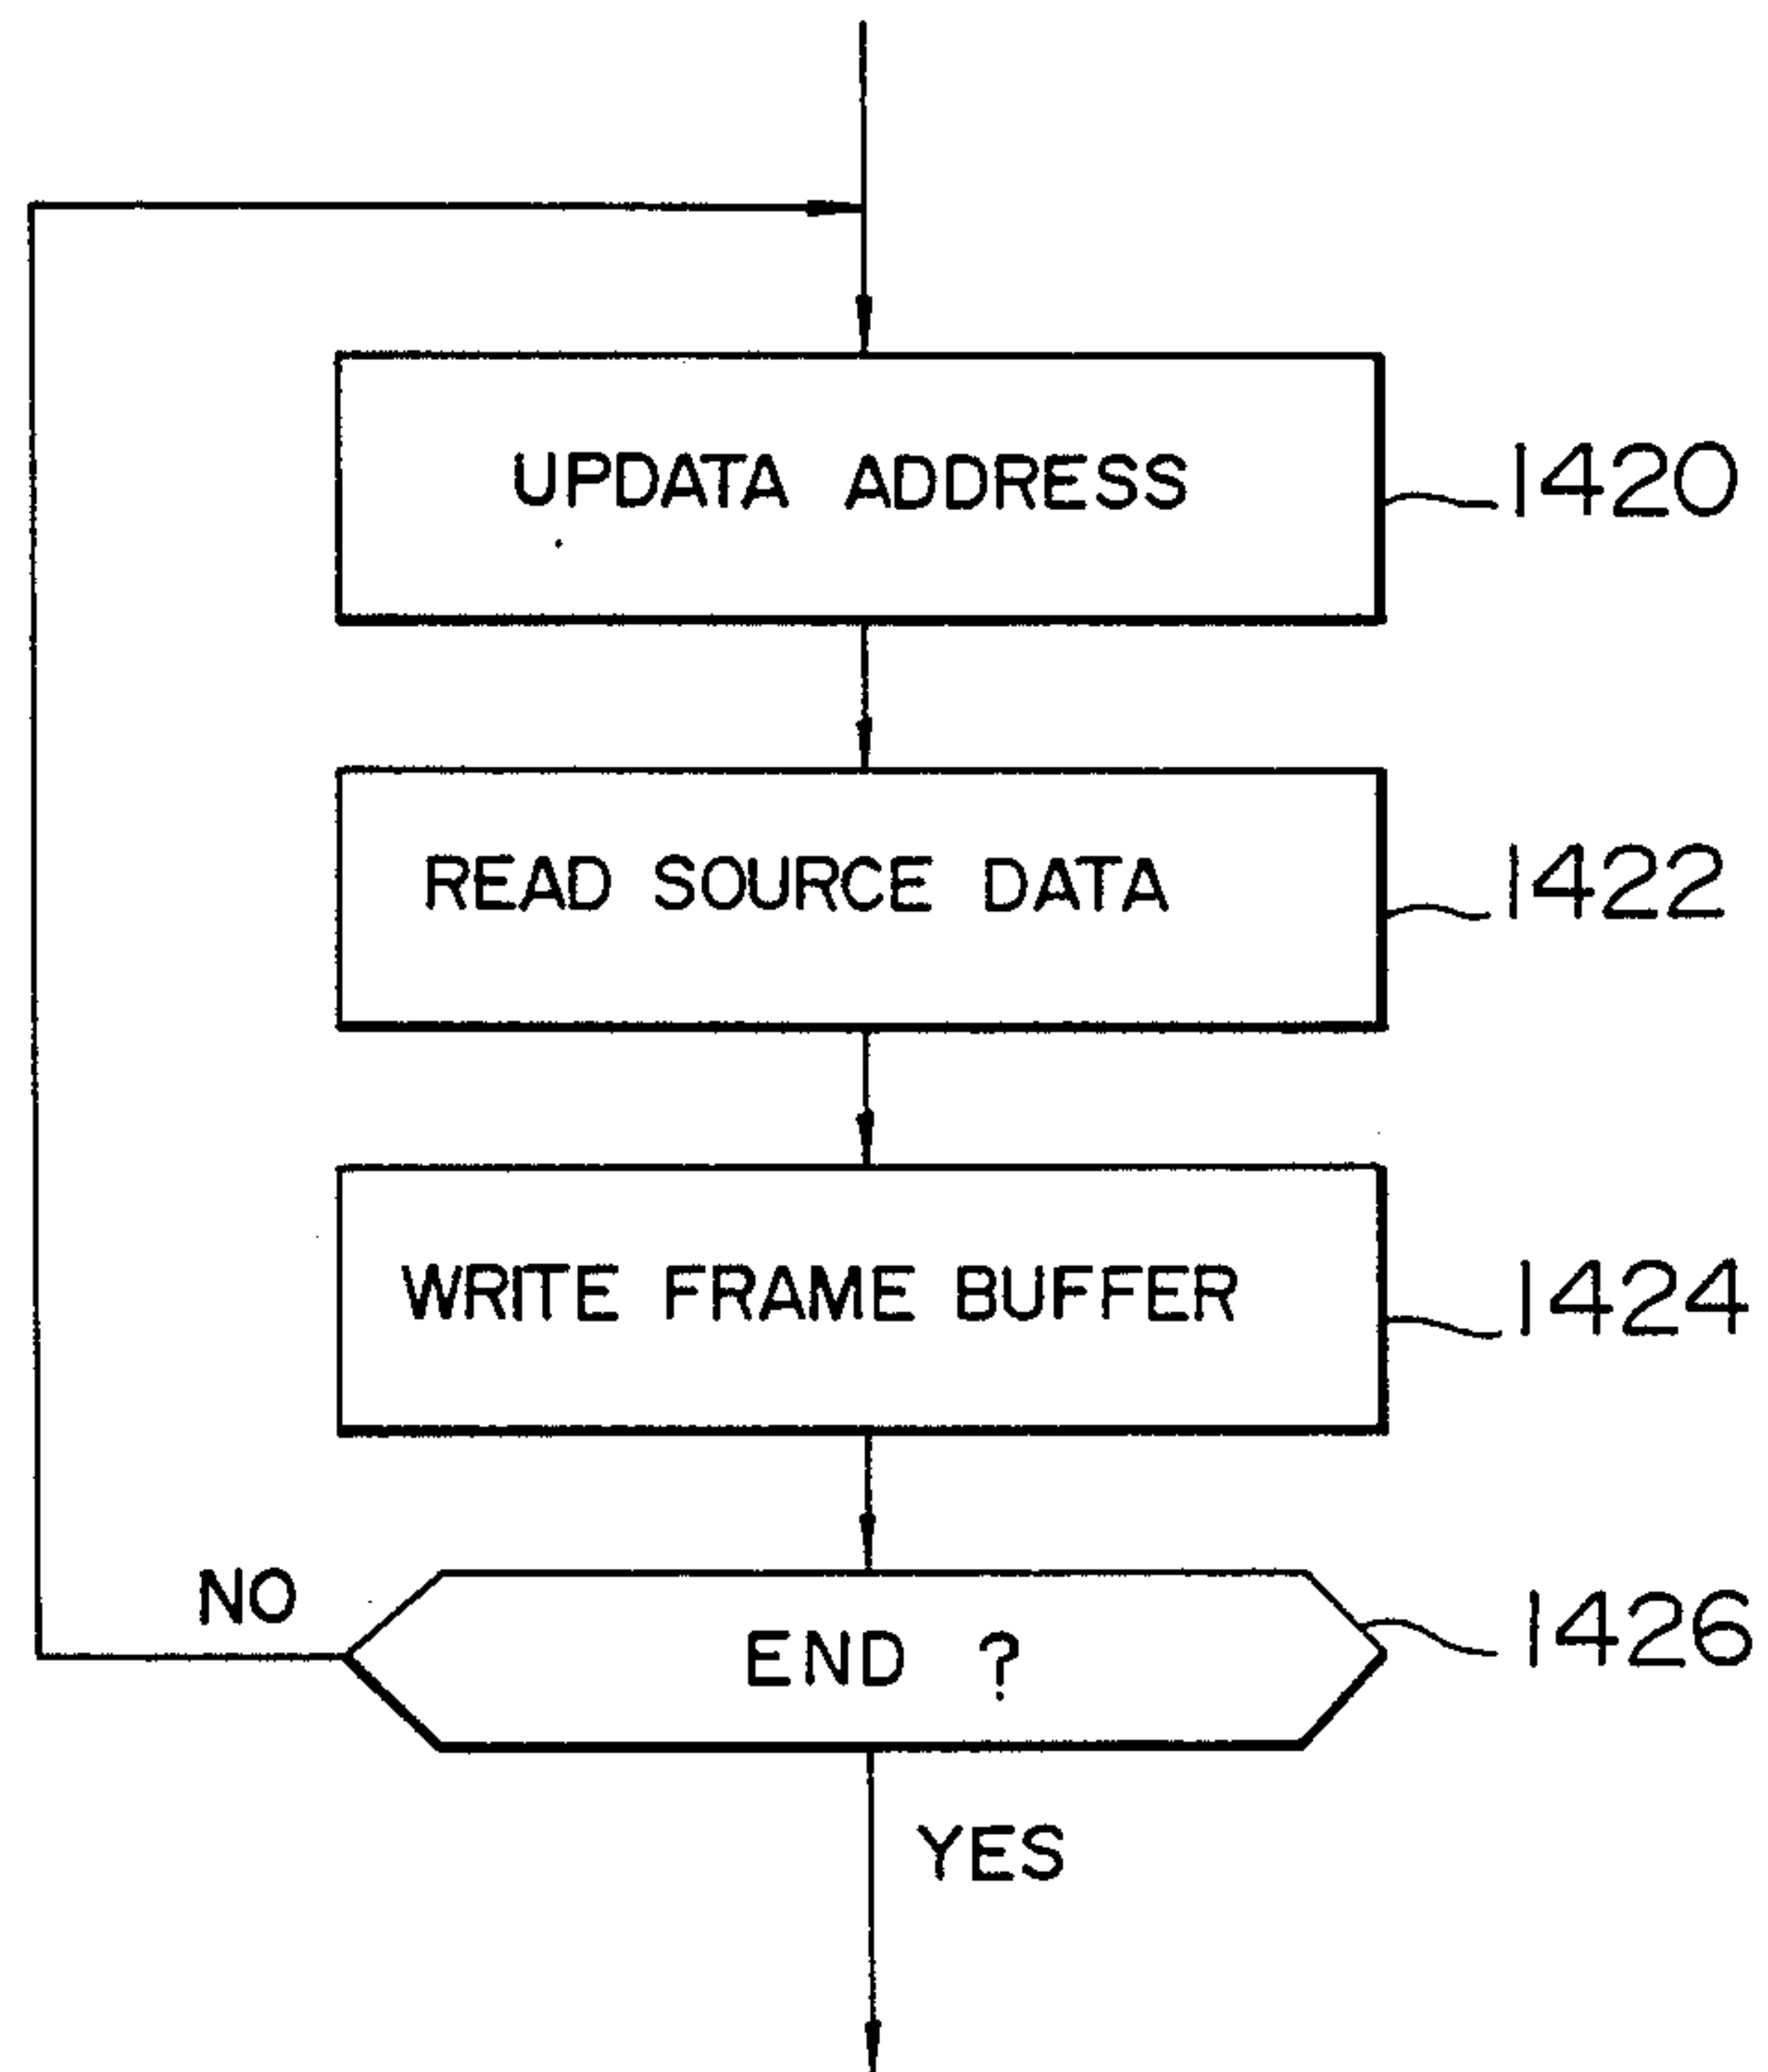 UPDATA ADDRESS
1420
READ SOURCE DATA
1422
WRITE FRAME BUFFER
1424
NO
END ?
1426
YES